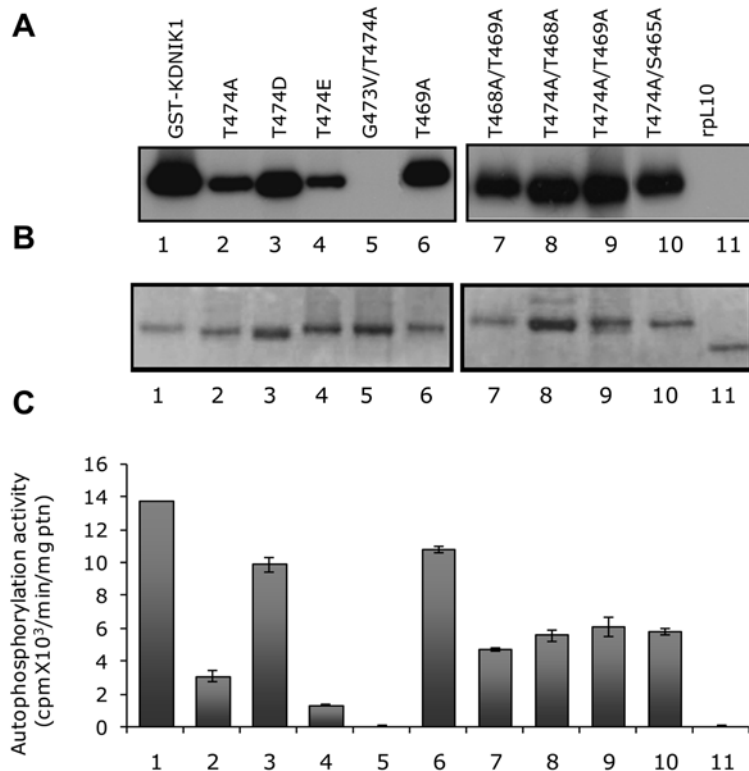 A
GST-KDNIK1
T474A
T474D
T474E
G473V/T474A
T469A
T468A/T469A
T474A/T468A
T474A/T469A
T474A/S465A
rpL10
1 2 3 4 5 6 7 8 9 10 11
B
1 2 3 4 5 6 7 8 9 10 11
C
Autophosphorylation activity
(cpmX10³/min/mg ptn)
16
14
12
10
8
6
4
2
0
1 2 3 4 5 6 7 8 9 10 11